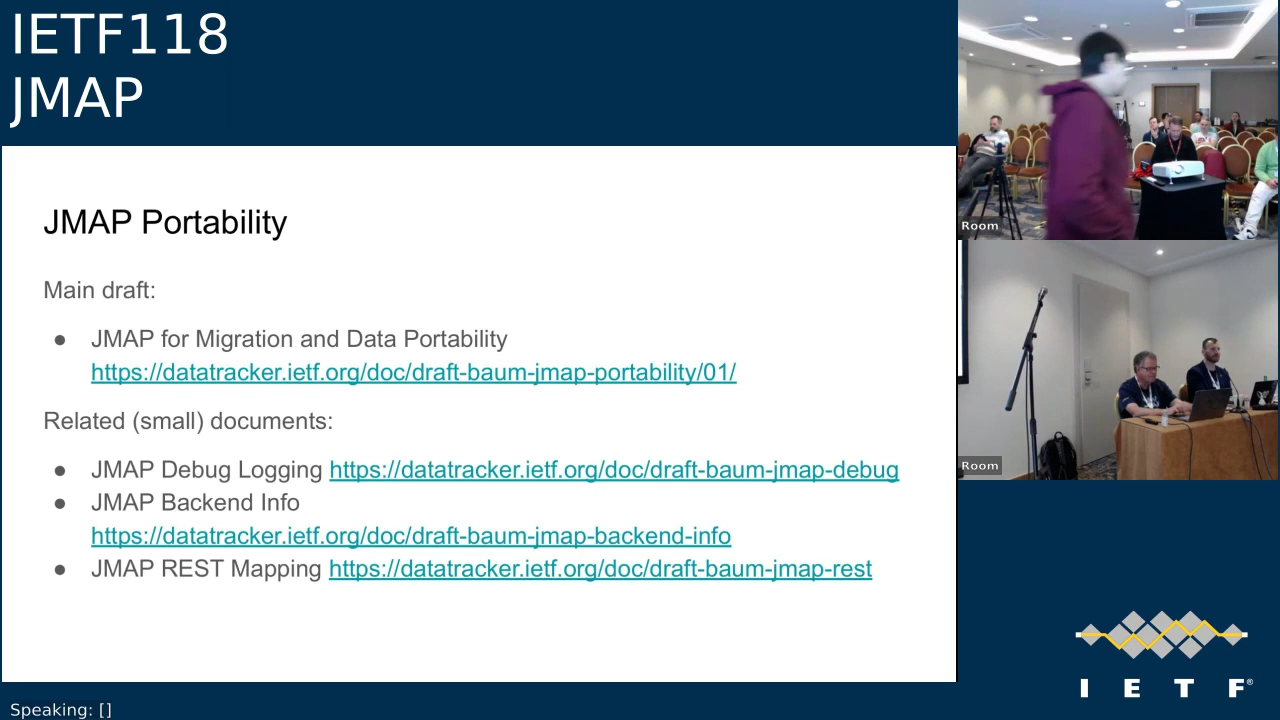 IETF118
JMAP
JMAP Portability
Main draft:
● JMAP for Migration and Data Portability
https://datatracker.ietf.org/doc/draft-baum-jmap-portability/01/
Related (small) documents:
● JMAP Debug Logging https://datatracker.ietf.org/doc/draft-baum-jmap-debug
● JMAP Backend Info
https://datatracker.ietf.org/doc/draft-baum-jmap-backend-info
● JMAP REST Mapping https://datatracker.ietf.org/doc/draft-baum-jmap-rest
Room
Room
I E T F®
Speaking: []